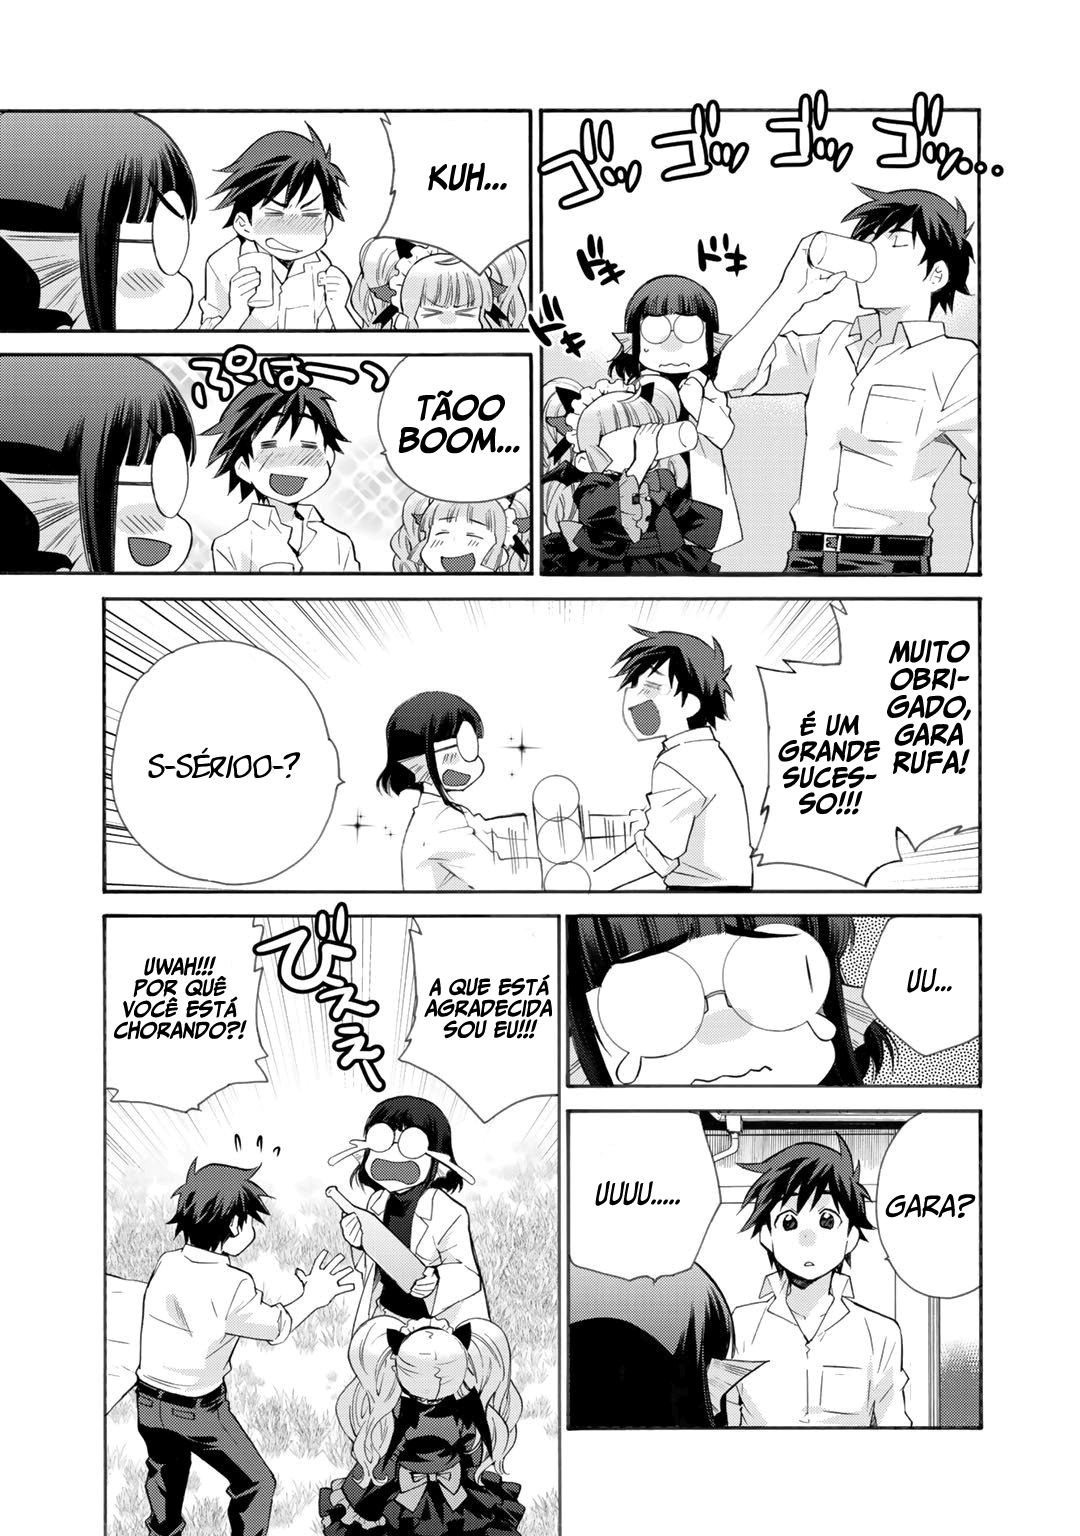 ゴッ ゴッ ゴッ ゴッ...
ドキ
ドキ
ドキ
KUH...
ぷはーっ
TÃOO
BOOM...
MUITO
OBRI-
GADO,
GARA
RUFA!
É UM
GRANDE
SUCES-
SO!!!
S-SÉRIOO-?
UU...
GARA?
UUUU.....
びええ
A QUE ESTÁ
AGRADECIDA
SOU EU!!!
UWAH!!!
POR QUÊ
VOCÊ ESTÁ
CHORANDO?!